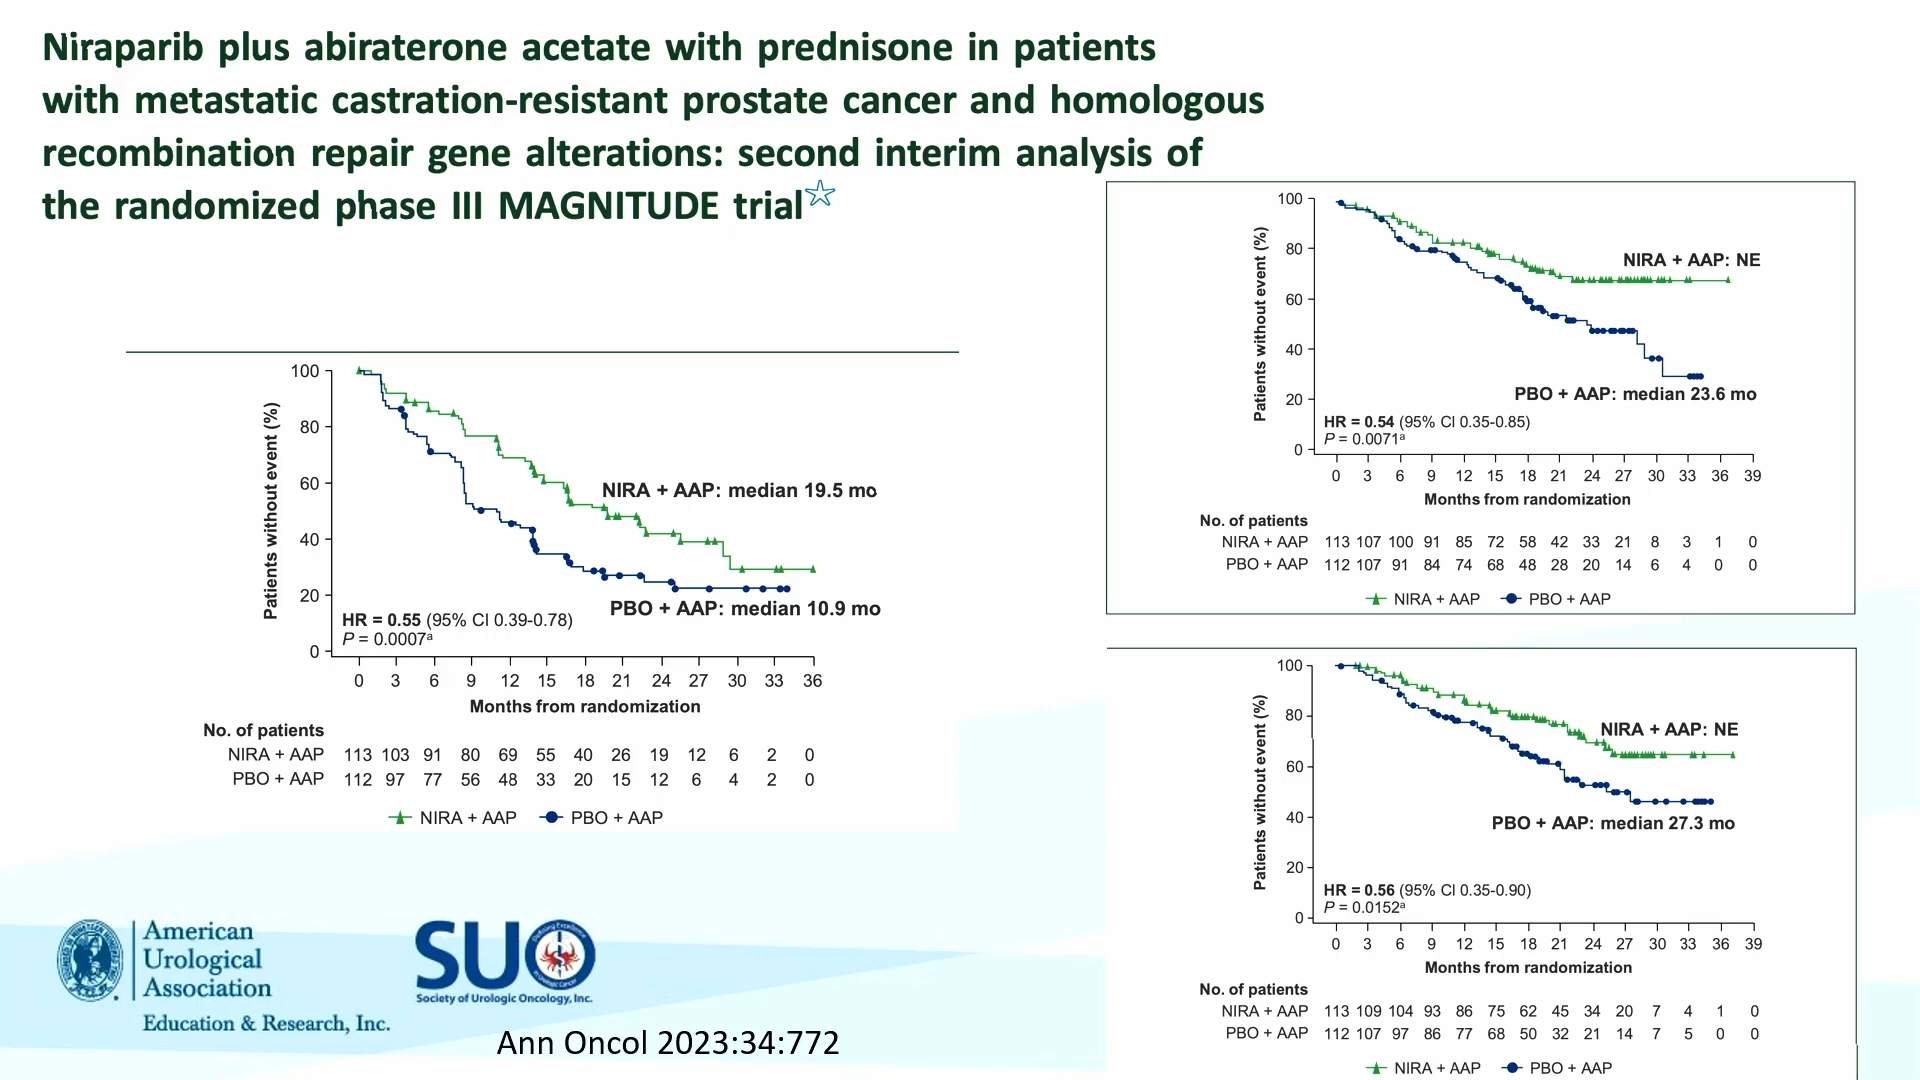 Niraparib plus abiraterone acetate with prednisone in patients
with metastatic castration-resistant prostate cancer and homologous
recombination repair gene alterations: second interim analysis of
the randomized phase III MAGNITUDE trial☆
Patients without event (%)
100
80
60
40
20
0
NIRA + AAP: median 19.5 mo
PBO + AAP: median 10.9 mo
HR = 0.55 (95% CI 0.39-0.78)
P = 0.0007ª
0 3 6 9 12 15 18 21 24 27 30 33 36
Months from randomization
No. of patients
NIRA + AAP 113 103 91 80 69 55 40 26 19 12 6 2 0
PBO + AAP 112 97 77 56 48 33 20 15 12 6 4 2 0
NIRA + AAP PBO + AAP
Patients without event (%)
100
80
60
40
20
0
NIRA + AAP: NE
PBO + AAP: median 23.6 mo
HR = 0.54 (95% CI 0.35-0.85)
P = 0.0071ª
0 3 6 9 12 15 18 21 24 27 30 33 36 39
Months from randomization
No. of patients
NIRA + AAP 113 107 100 91 85 72 58 42 33 21 8 3 1 0
PBO + AAP 112 107 91 84 74 68 48 28 20 14 6 4 0 0
NIRA + AAP PBO + AAP
Patients without event (%)
100
80
60
40
20
0
NIRA + AAP: NE
PBO + AAP: median 27.3 mo
HR = 0.56 (95% CI 0.35-0.90)
P = 0.0152ª
0 3 6 9 12 15 18 21 24 27 30 33 36 39
Months from randomization
No. of patients
NIRA + AAP 113 109 104 93 86 75 62 45 34 20 7 4 1 0
PBO + AAP 112 107 97 86 77 68 50 32 21 14 7 5 0 0
NIRA + AAP PBO + AAP
American
Urological
Association
Education & Research, Inc.
SUO
Society of Urologic Oncology, Inc.
Ann Oncol 2023:34:772